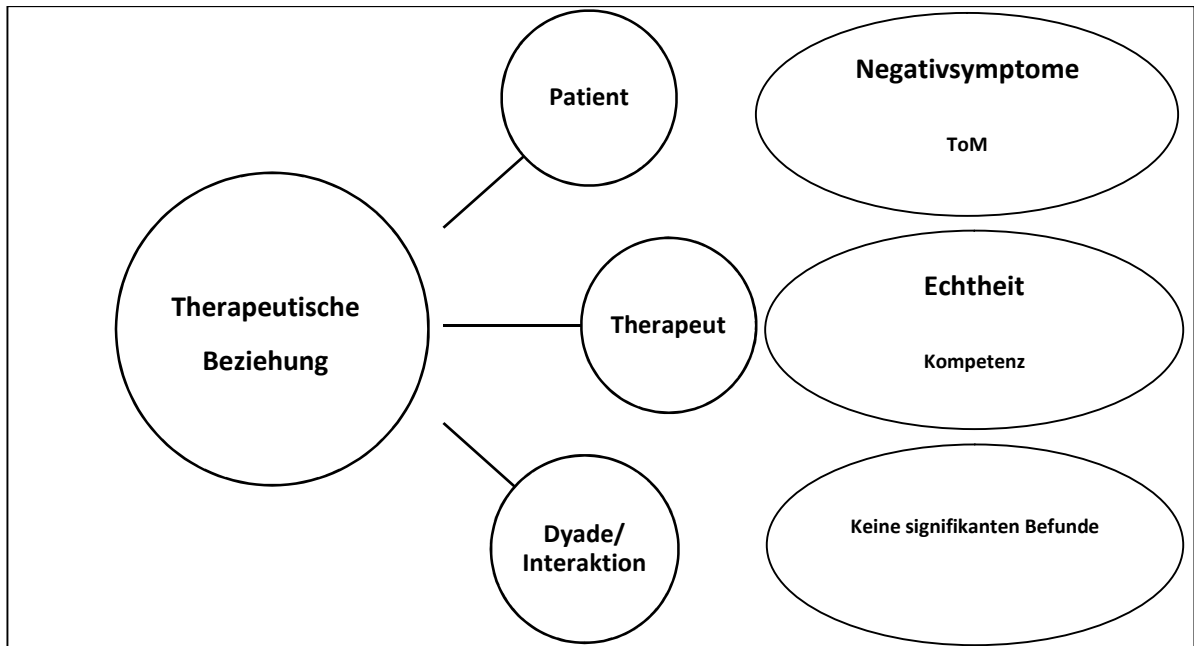 Therapeutische
Beziehung
Patient
Negativsymptome
ToM
Therapeut
Echtheit
Kompetenz
Dyade/
Interaktion
Keine signifikanten Befunde